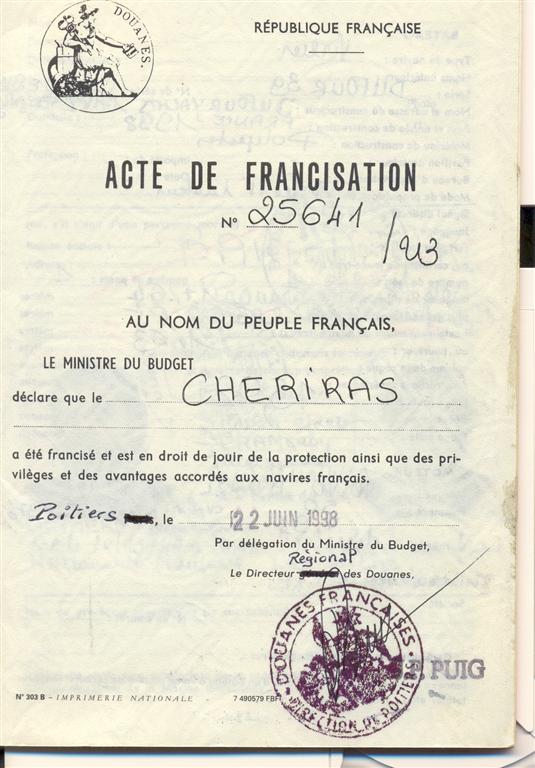 DOUANES.
RÉPUBLIQUE FRANÇAISE
ACTE DE FRANCISATION
N° 25641 / U3
AU NOM DU PEUPLE FRANÇAIS,
LE MINISTRE DU BUDGET
déclare que le CHERIRAS
a été francisé et est en droit de jouir de la protection ainsi que des pri-
vilèges et des avantages accordés aux navires français.
Poitiers Paris, le 22 JUIN 1998
Par délégation du Ministre du Budget,
Régional
Le Directeur général des Douanes,
DOUANES FRANÇAISES
DIRECTION DE POITIERS
PUIG
N° 303 B - IMPRIMERIE NATIONALE - 7 490579 FBF